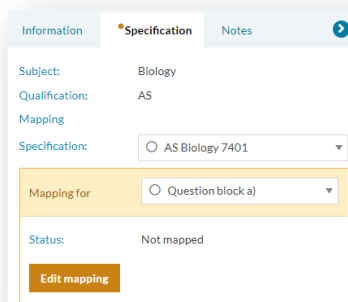 Information Specification Notes
Subject: Biology
Qualification: AS
Mapping
Specification: AS Biology 7401
Mapping for Question block a)
Status: Not mapped
Edit mapping